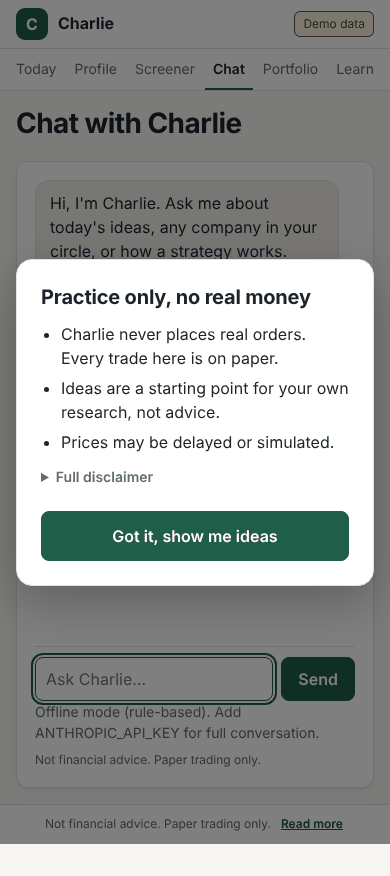 C Charlie Demo data
Today Profile Screener Chat Portfolio Learn
Chat with Charlie
Hi, I'm Charlie. Ask me about
today's ideas, any company in your
circle, or how a strategy works.
Practice only, no real money
• Charlie never places real orders.
Every trade here is on paper.
• Ideas are a starting point for your own
research, not advice.
• Prices may be delayed or simulated.
▶ Full disclaimer
Got it, show me ideas
Ask Charlie... Send
Offline mode (rule-based). Add
ANTHROPIC_API_KEY for full conversation.
Not financial advice. Paper trading only.
Not financial advice. Paper trading only. Read more